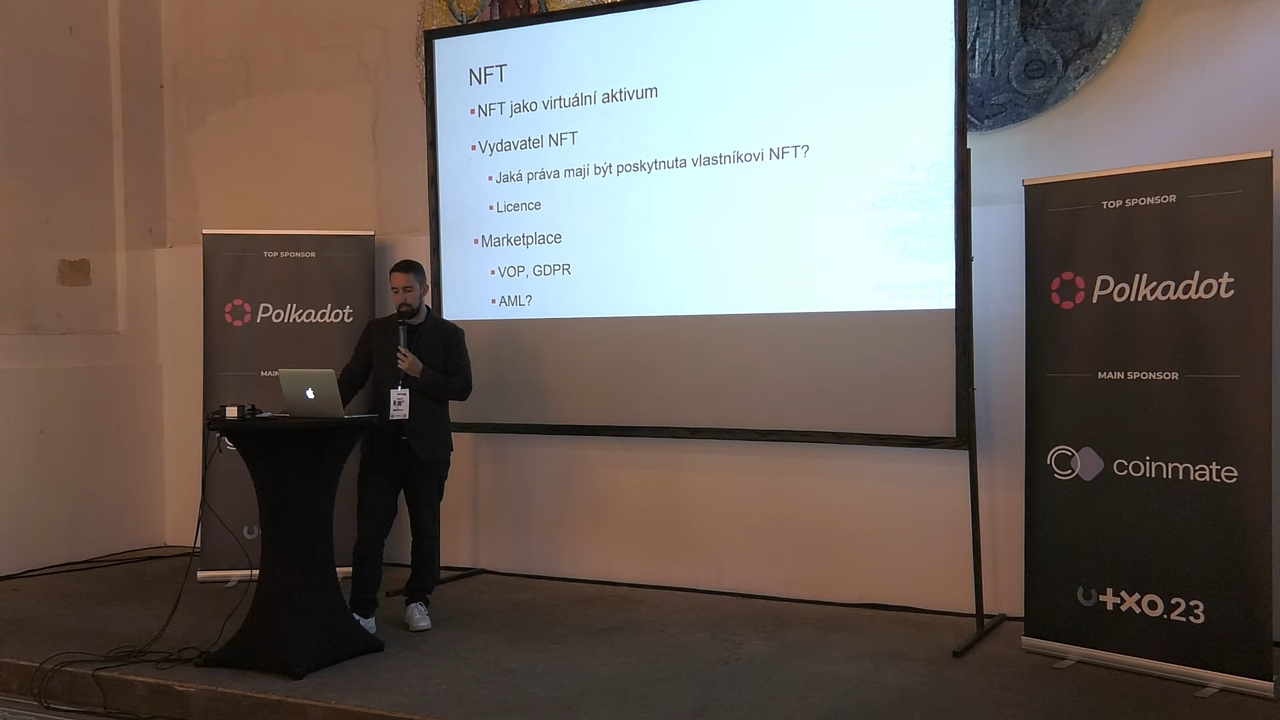 NFT
NFT jako virtuální aktivum
Vydavatel NFT
Jaká práva mají být poskytnuta vlastníkovi NFT?
Licence
Marketplace
VOP, GDPR
AML?
TOP SPONSOR
Polkadot
MAIN
TOP SPONSOR
Polkadot
MAIN SPONSOR
coinmate
UTXO.23